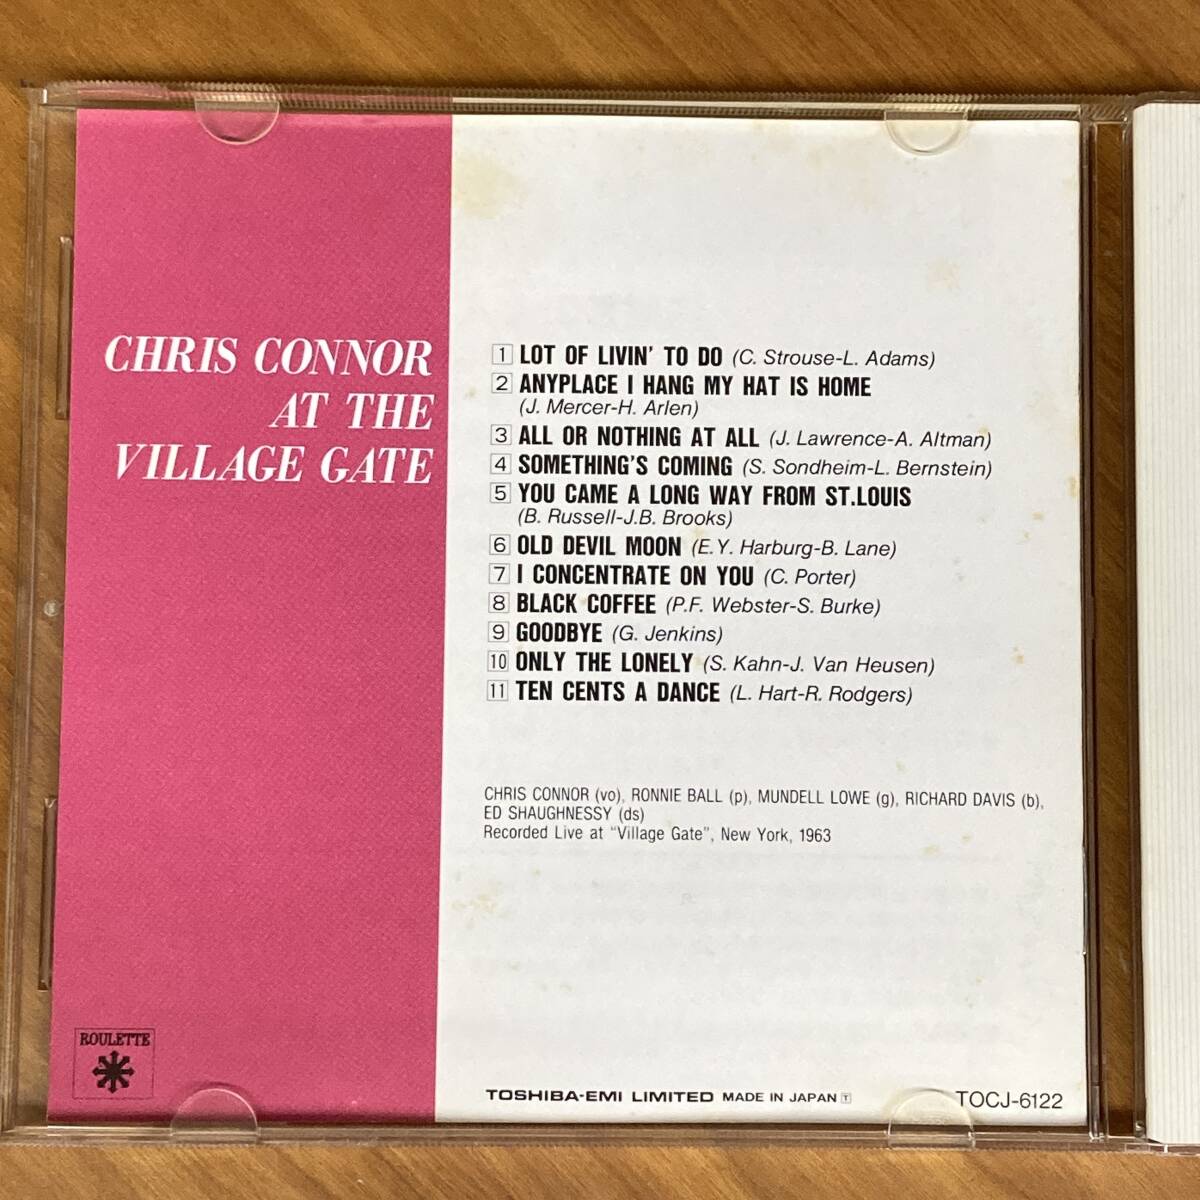 CHRIS CONNOR
AT THE
VILLAGE GATE
1 LOT OF LIVIN' TO DO (C. Strouse-L. Adams)
2 ANYPLACE I HANG MY HAT IS HOME
(J. Mercer-H. Arlen)
3 ALL OR NOTHING AT ALL (J. Lawrence-A. Altman)
4 SOMETHING'S COMING (S. Sondheim-L. Bernstein)
5 YOU CAME A LONG WAY FROM ST.LOUIS
(B. Russell-J.B. Brooks)
6 OLD DEVIL MOON (E.Y. Harburg-B. Lane)
7 I CONCENTRATE ON YOU (C. Porter)
8 BLACK COFFEE (P.F. Webster-S. Burke)
9 GOODBYE (G. Jenkins)
10 ONLY THE LONELY (S. Kahn-J. Van Heusen)
11 TEN CENTS A DANCE (L. Hart-R. Rodgers)
CHRIS CONNOR (vo), RONNIE BALL (p), MUNDELL LOWE (g), RICHARD DAVIS (b),
ED SHAUGHNESSY (ds)
Recorded Live at "Village Gate", New York, 1963
ROULETTE
TOSHIBA-EMI LIMITED MADE IN JAPAN T
TOCJ-6122